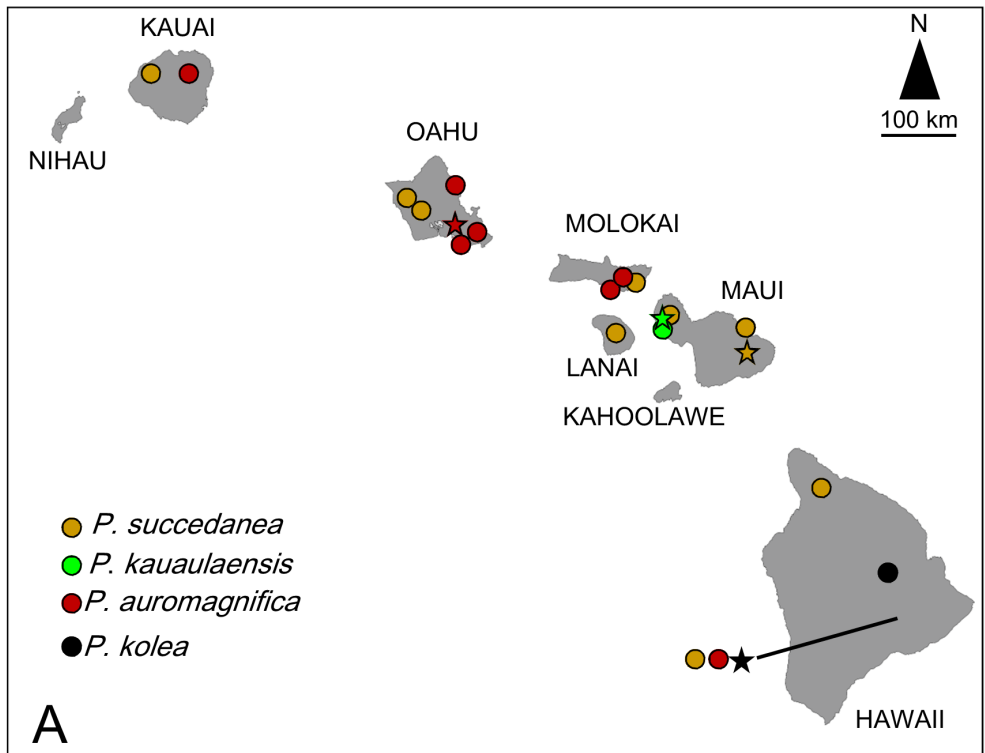 KAUAI
N
100 km
OAHU
NIHAU
MOLOKAI
MAUI
LANAI
KAHOOLAWE
P. succedanea
P. kauaulaensis
P. auromagnifica
P. kolea
HAWAII
A